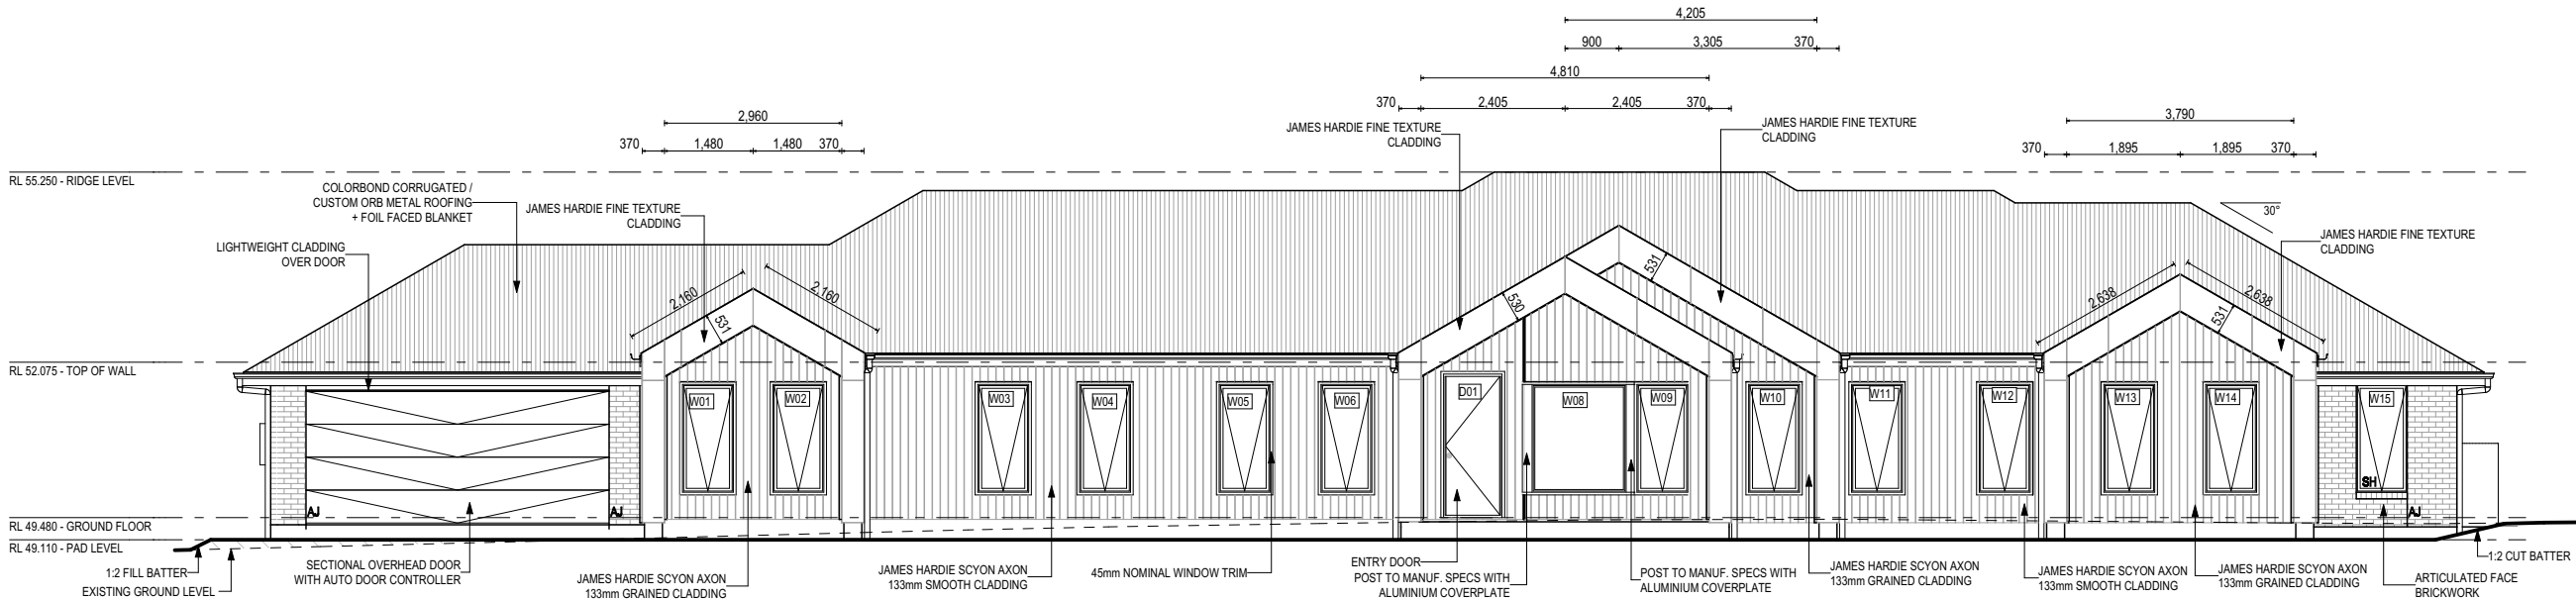 4,205
900
3,305
370
4,810
370
2,405
2,405
370
2,960
370
1,480
1,480
370
3,790
370
1,895
1,895
370
JAMES HARDIE FINE TEXTURE
CLADDING
JAMES HARDIE FINE TEXTURE
CLADDING
RL 55.250 - RIDGE LEVEL
COLORBOND CORRUGATED /
CUSTOM ORB METAL ROOFING
+ FOIL FACED BLANKET
JAMES HARDIE FINE TEXTURE
CLADDING
30°
JAMES HARDIE FINE TEXTURE
CLADDING
LIGHTWEIGHT CLADDING
OVER DOOR
2,160
2,160
531
530
531
2,638
2,638
531
RL 52.075 - TOP OF WALL
W01
W02
W03
W04
W05
W06
D01
W08
W09
W10
W11
W12
W13
W14
W15
SH
AJ
AJ
AJ
RL 49.480 - GROUND FLOOR
RL 49.110 - PAD LEVEL
1:2 FILL BATTER
EXISTING GROUND LEVEL
SECTIONAL OVERHEAD DOOR
WITH AUTO DOOR CONTROLLER
JAMES HARDIE SCYON AXON
133mm GRAINED CLADDING
JAMES HARDIE SCYON AXON
133mm SMOOTH CLADDING
45mm NOMINAL WINDOW TRIM
ENTRY DOOR
POST TO MANUF. SPECS WITH
ALUMINIUM COVERPLATE
POST TO MANUF. SPECS WITH
ALUMINIUM COVERPLATE
JAMES HARDIE SCYON AXON
133mm GRAINED CLADDING
JAMES HARDIE SCYON AXON
133mm SMOOTH CLADDING
JAMES HARDIE SCYON AXON
133mm GRAINED CLADDING
ARTICULATED FACE
BRICKWORK
1:2 CUT BATTER